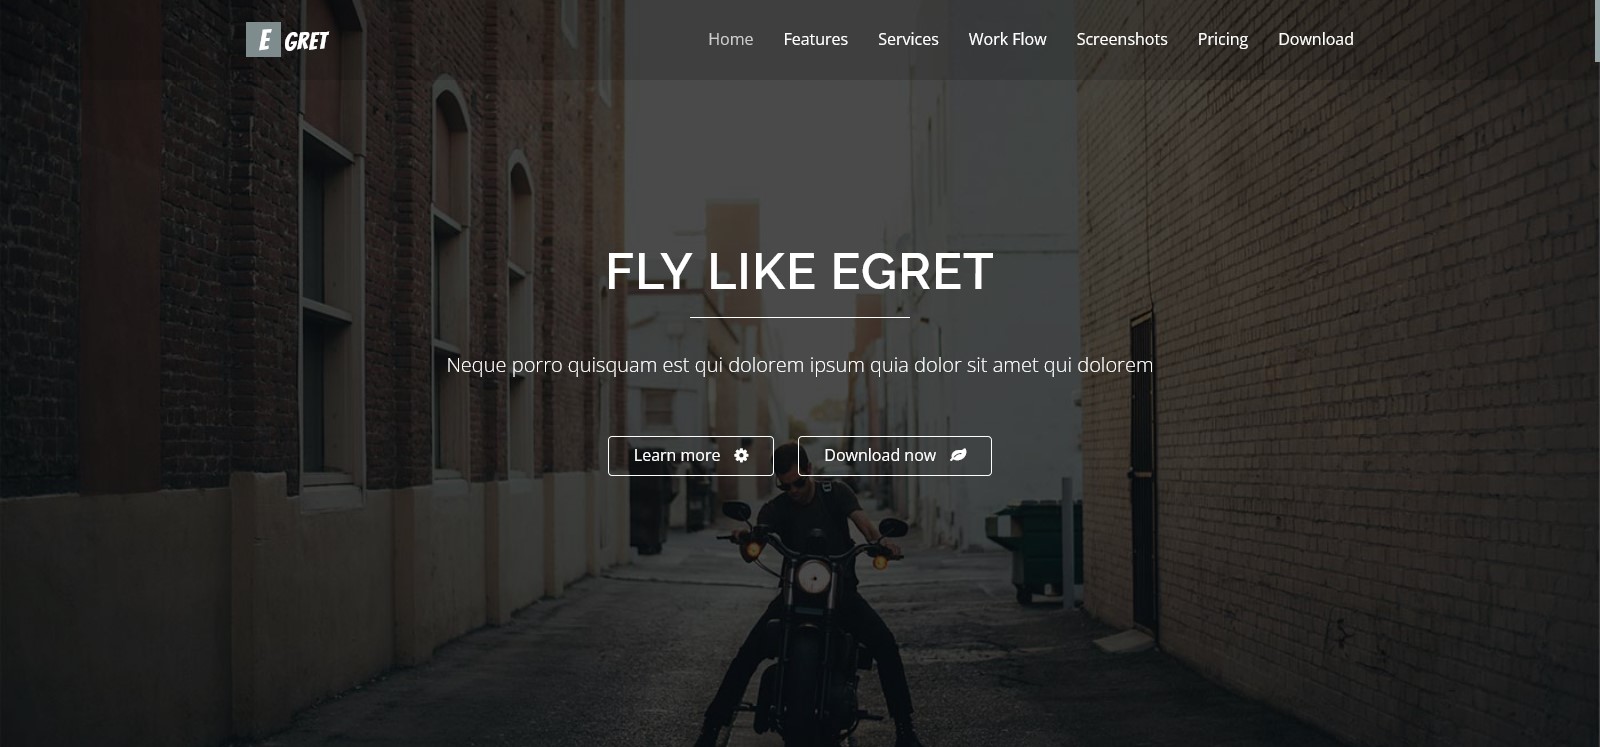 E GRET
Home Features Services Work Flow Screenshots Pricing Download
FLY LIKE EGRET
Neque porro quisquam est qui dolorem ipsum quia dolor sit amet qui dolorem
Learn more Download now